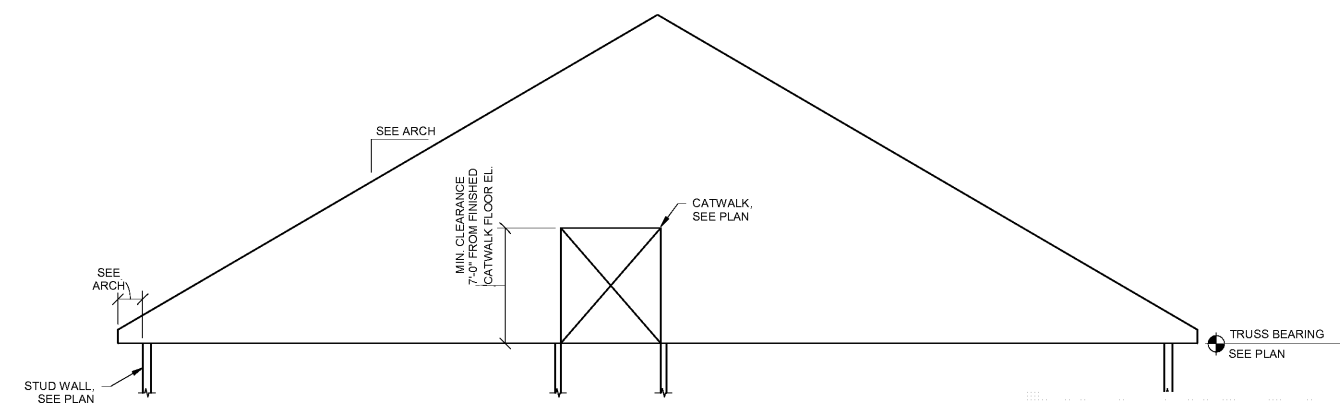 SEE ARCH
MIN. CLEARANCE
7'-0" FROM FINISHED
CATWALK FLOOR EL.
CATWALK,
SEE PLAN
SEE
ARCH
TRUSS BEARING
SEE PLAN
STUD WALL,
SEE PLAN